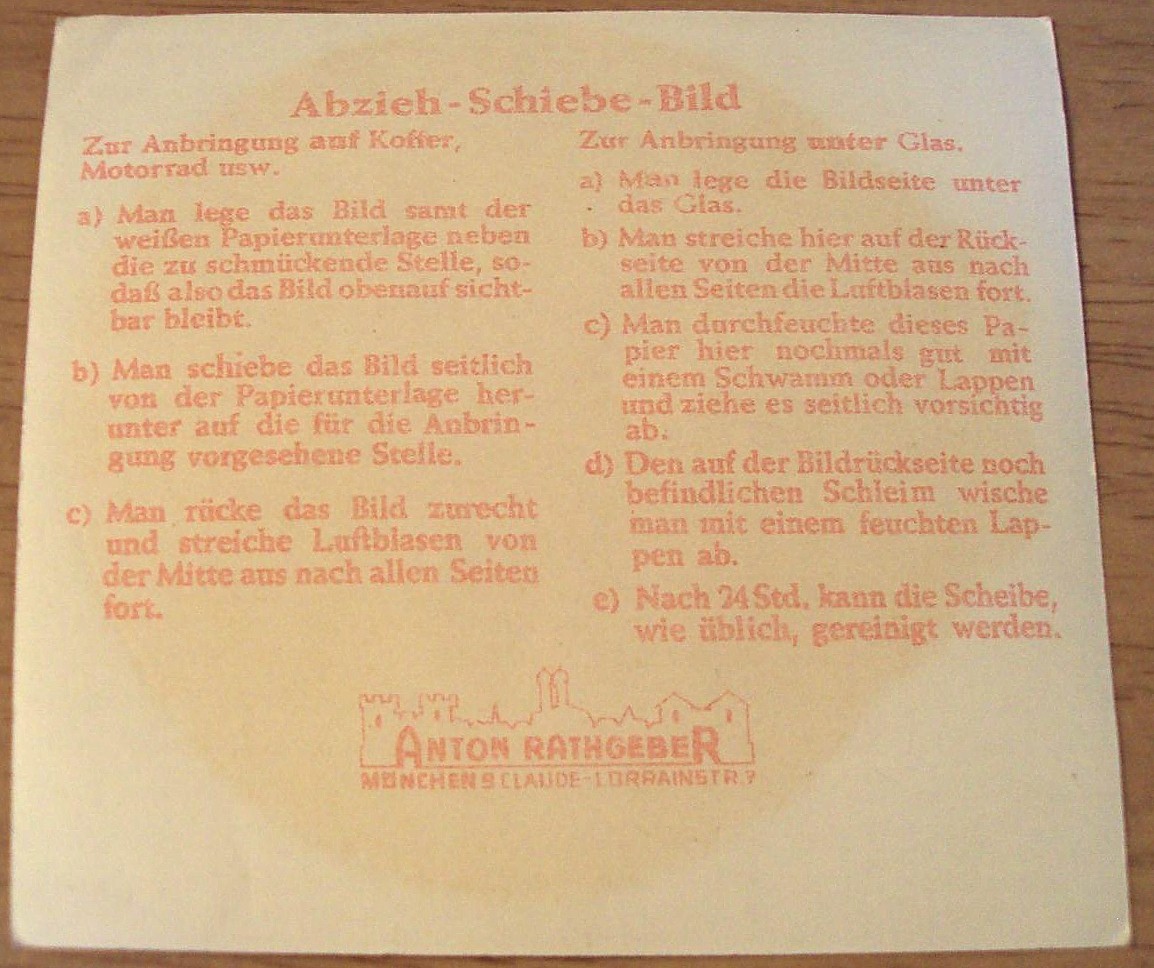 Abzieh-Schiebe-Bild
Zur Anbringung auf Koffer,
Motorrad usw.
a) Man lege das Bild samt der
weißen Papierunterlage neben
die zu schmückende Stelle, so-
daß also das Bild obenauf sicht-
bar bleibt.
b) Man schiebe das Bild seitlich
von der Papierunterlage her-
unter auf die für die Anbrin-
gung vorgesehene Stelle.
c) Man rücke das Bild zurecht
und streiche Luftblasen von
der Mitte aus nach allen Seiten
fort.
Zur Anbringung unter Glas.
a) Man lege die Bildseite unter
das Glas.
b) Man streiche hier auf der Rück-
seite von der Mitte aus nach
allen Seiten die Luftblasen fort.
c) Man durchfeuchte dieses Pa-
pier hier nochmals gut mit
einem Schwamm oder Lappen
und ziehe es seitlich vorsichtig
ab.
d) Den auf der Bildrückseite noch
befindlichen Schleim wische
man mit einem feuchten Lap-
pen ab.
e) Nach 24 Std. kann die Scheibe,
wie üblich, gereinigt werden.
ANTON RATHGEBER
MÜNCHEN 9 CLAUDE-LORRAINSTR.